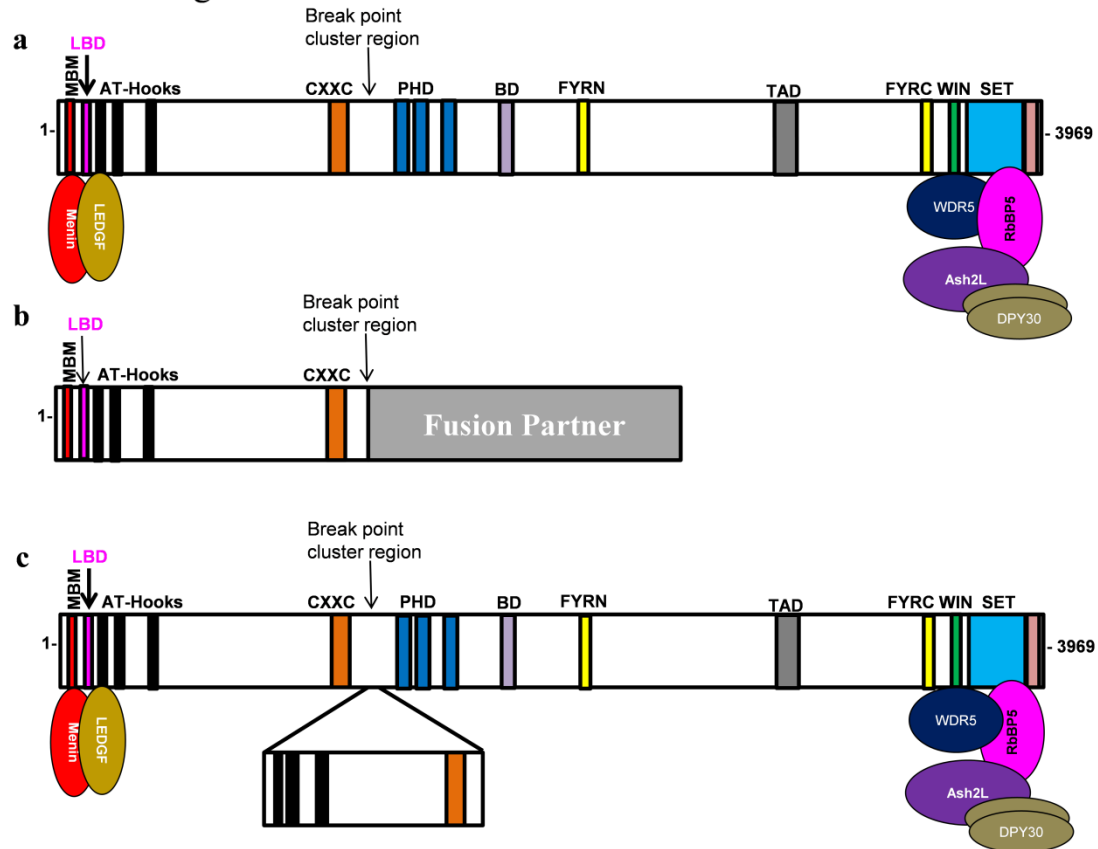 Break point
cluster region
a
LBD
MBM
AT-Hooks
CXXC
PHD
BD
FYRN
TAD
FYRC WIN SET
1-
- 3969
Menin
LEDGF
WDR5
RbBP5
Ash2L
DPY30
b
Break point
cluster region
LBD
MBM
AT-Hooks
CXXC
1-
Fusion Partner
c
Break point
cluster region
LBD
MBM
AT-Hooks
CXXC
PHD
BD
FYRN
TAD
FYRC WIN SET
1-
- 3969
Menin
LEDGF
WDR5
RbBP5
Ash2L
DPY30